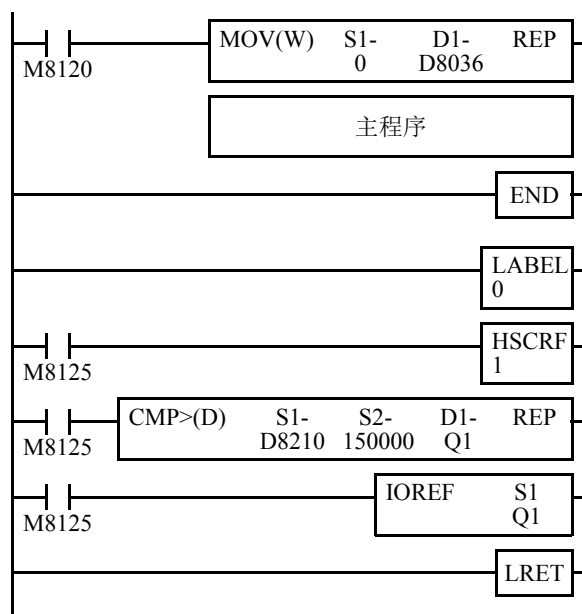 MOV(W) S1- D1- REP
0 D8036
M8120
主程序
END
LABEL
0
HSCRF
1
M8125
CMP>(D) S1- S2- D1- REP
D8210 150000 Q1
M8125
IOREF S1
Q1
M8125
LRET